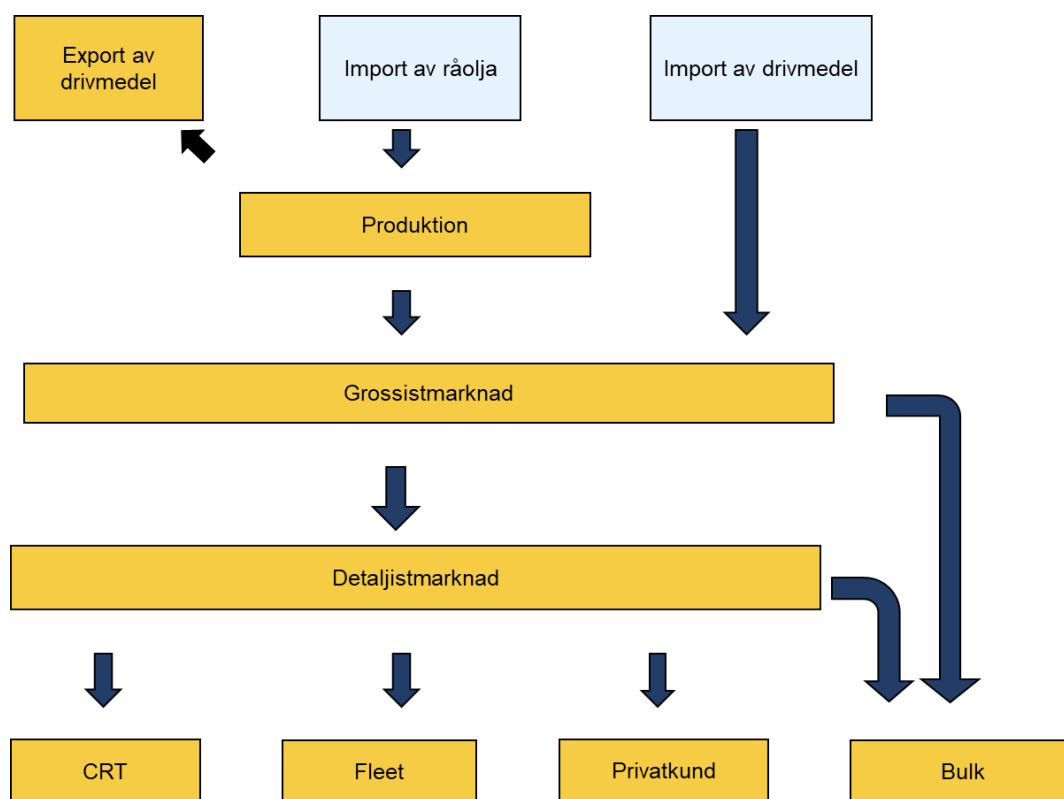 Export av
drivmedel
Import av råolja
Import av drivmedel
Produktion
Grossistmarknad
Detaljistmarknad
CRT
Fleet
Privatkund
Bulk